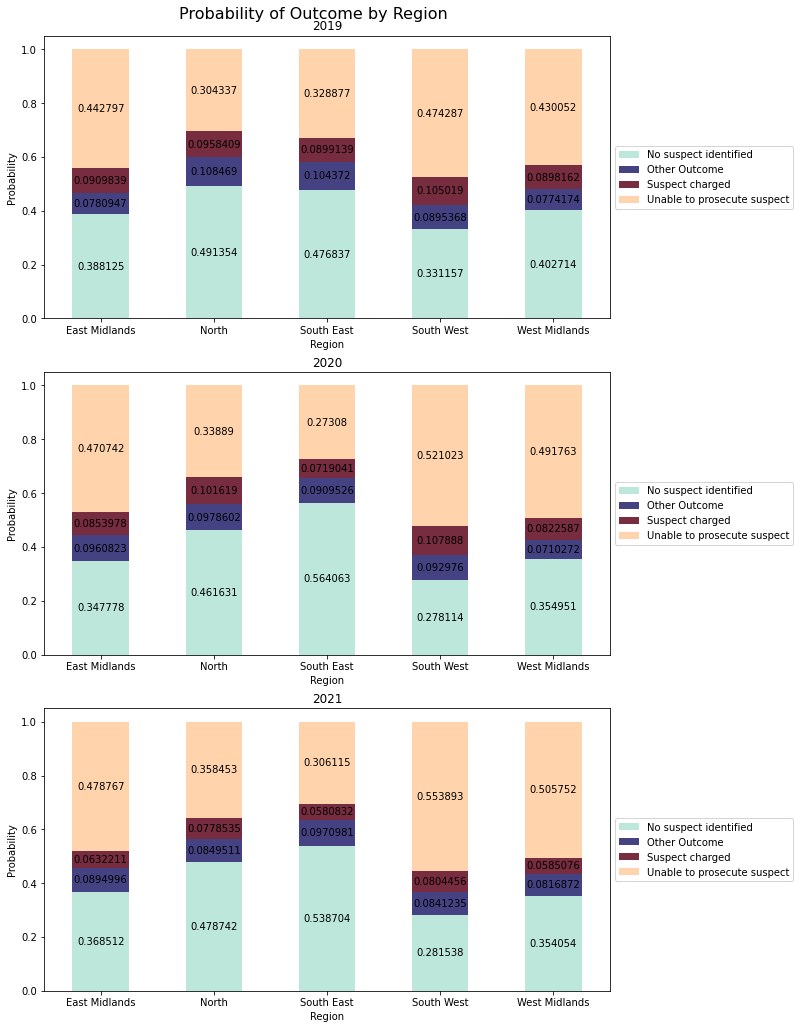 Probability of Outcome by Region
2019
1.0
0.8
0.6
0.4
0.2
0.0
Probability
0.442797
0.304337
0.328877
0.474287
0.430052
0.0909839
0.0958409
0.0899139
0.105019
0.0898162
0.0780947
0.108469
0.104372
0.0895368
0.0774174
0.388125
0.491354
0.476837
0.331157
0.402714
East Midlands
North
South East
South West
West Midlands
Region
No suspect identified
Other Outcome
Suspect charged
Unable to prosecute suspect
2020
1.0
0.8
0.6
0.4
0.2
0.0
Probability
0.470742
0.33889
0.27308
0.521023
0.491763
0.0853978
0.101619
0.0719041
0.107888
0.0822587
0.0960823
0.0978602
0.0909526
0.092976
0.0710272
0.347778
0.461631
0.564063
0.278114
0.354951
East Midlands
North
South East
South West
West Midlands
Region
No suspect identified
Other Outcome
Suspect charged
Unable to prosecute suspect
2021
1.0
0.8
0.6
0.4
0.2
0.0
Probability
0.478767
0.358453
0.306115
0.553893
0.505752
0.0632211
0.0778535
0.0580832
0.0804456
0.0585076
0.0894996
0.0849511
0.0970981
0.0841235
0.0816872
0.368512
0.478742
0.538704
0.281538
0.354054
East Midlands
North
South East
South West
West Midlands
Region
No suspect identified
Other Outcome
Suspect charged
Unable to prosecute suspect